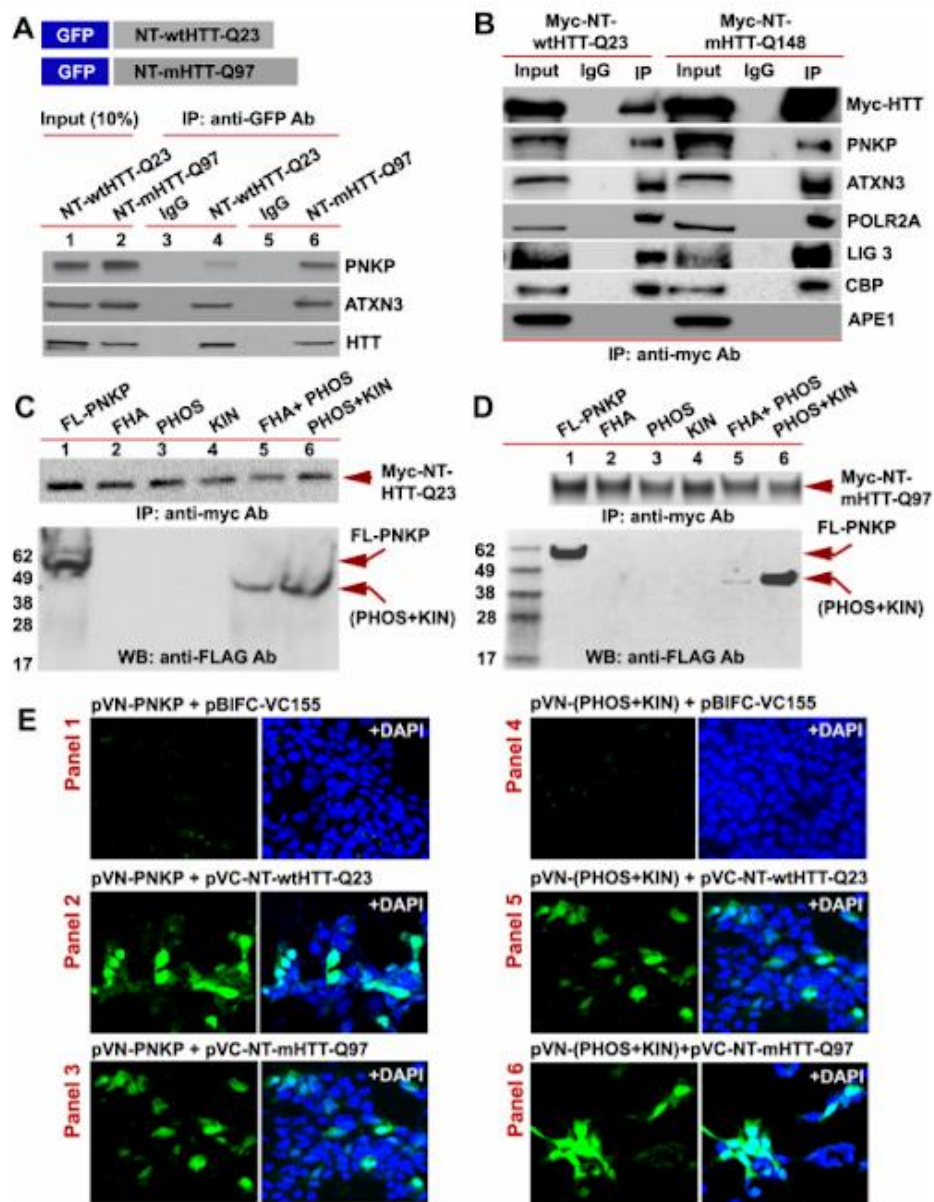 A
GFP NT-wtHTT-Q23
GFP NT-mHTT-Q97
Input (10%) IP: anti-GFP Ab
NT-wtHTT-Q23 NT-mHTT-Q97 IgG NT-wtHTT-Q23 IgG NT-mHTT-Q97
1 2 3 4 5 6
PNKP
ATXN3
HTT
B
Myc-NT- Myc-NT-
wtHTT-Q23 mHTT-Q148
Input IgG IP Input IgG IP
Myc-HTT
PNKP
ATXN3
POLR2A
LIG 3
CBP
APE1
IP: anti-myc Ab
C
FL-PNKP FHA PHOS KIN FHA+ PHOS PHOS+KIN
1 2 3 4 5 6
Myc-NT-
HTT-Q23
IP: anti-myc Ab
FL-PNKP
62
49
38
28
(PHOS+KIN)
17
WB: anti-FLAG Ab
D
FL-PNKP FHA PHOS KIN FHA+ PHOS PHOS+KIN
1 2 3 4 5 6
Myc-NT-
mHTT-Q97
IP: anti-myc Ab
FL-PNKP
62
49
38
28
(PHOS+KIN)
17
WB: anti-FLAG Ab
E
pVN-PNKP + pBIFC-VC155
Panel 1
+DAPI
pVN-PNKP + pVC-NT-wtHTT-Q23
Panel 2
+DAPI
pVN-PNKP + pVC-NT-mHTT-Q97
Panel 3
+DAPI
pVN-(PHOS+KIN) + pBIFC-VC155
Panel 4
+DAPI
pVN-(PHOS+KIN) + pVC-NT-wtHTT-Q23
Panel 5
+DAPI
pVN-(PHOS+KIN)+pVC-NT-mHTT-Q97
Panel 6
+DAPI